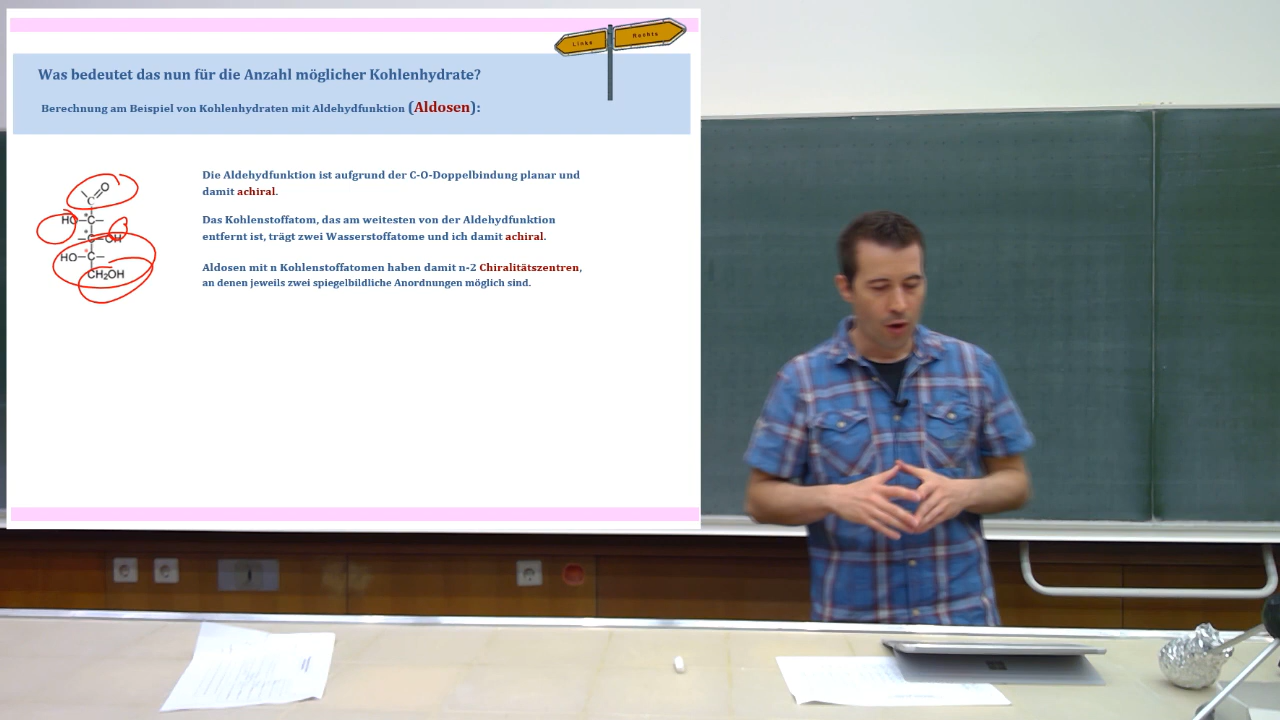 Links
Rechts
Was bedeutet das nun für die Anzahl möglicher Kohlenhydrate?
Berechnung am Beispiel von Kohlenhydraten mit Aldehydfunktion (Aldosen):
Die Aldehydfunktion ist aufgrund der C-O-Doppelbindung planar und
damit achiral.
Das Kohlenstoffatom, das am weitesten von der Aldehydfunktion
entfernt ist, trägt zwei Wasserstoffatome und ich damit achiral.
Aldosen mit n Kohlenstoffatomen haben damit n-2 Chiralitätszentren,
an denen jeweils zwei spiegelbildliche Anordnungen möglich sind.
O
C
HO-C-
-C-OH
HO-C-
CH₂OH